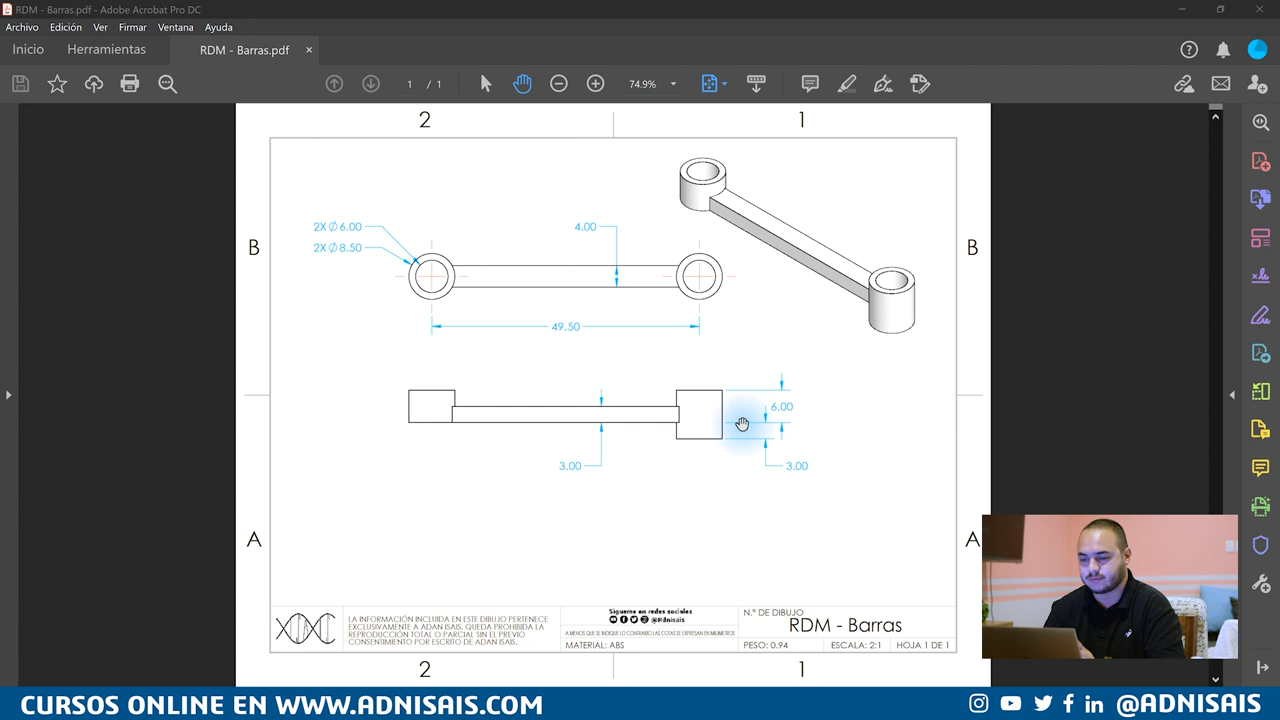 RDM - Barras.pdf - Adobe Acrobat Pro DC
Archivo Edición Ver Firmar Ventana Ayuda
Inicio Herramientas RDM - Barras.pdf ×
1 / 1 74.9%
2 1
B B
2X Ø 6.00
2X Ø 8.50
4.00
49.50
6.00
3.00
3.00
A A
LA INFORMACIÓN INCLUIDA EN ESTE DIBUJO PERTENECE
EXCLUSIVAMENTE A ADAN ISAIS. QUEDA PROHIBIDA LA
REPRODUCCIÓN TOTAL O PARCIAL SIN EL PREVIO
CONSENTIMIENTO POR ESCRITO DE ADAN ISAIS.
Sígueme en redes sociales
@Adnisais
A MENOS QUE SE INDIQUE LO CONTRARIO LAS COTAS SE EXPRESAN EN MILÍMETROS
MATERIAL: ABS
N.º DE DIBUJO
RDM - Barras
PESO: 0.94 ESCALA: 2:1 HOJA 1 DE 1
2 1
CURSOS ONLINE EN WWW.ADNISAIS.COM @ADNISAIS